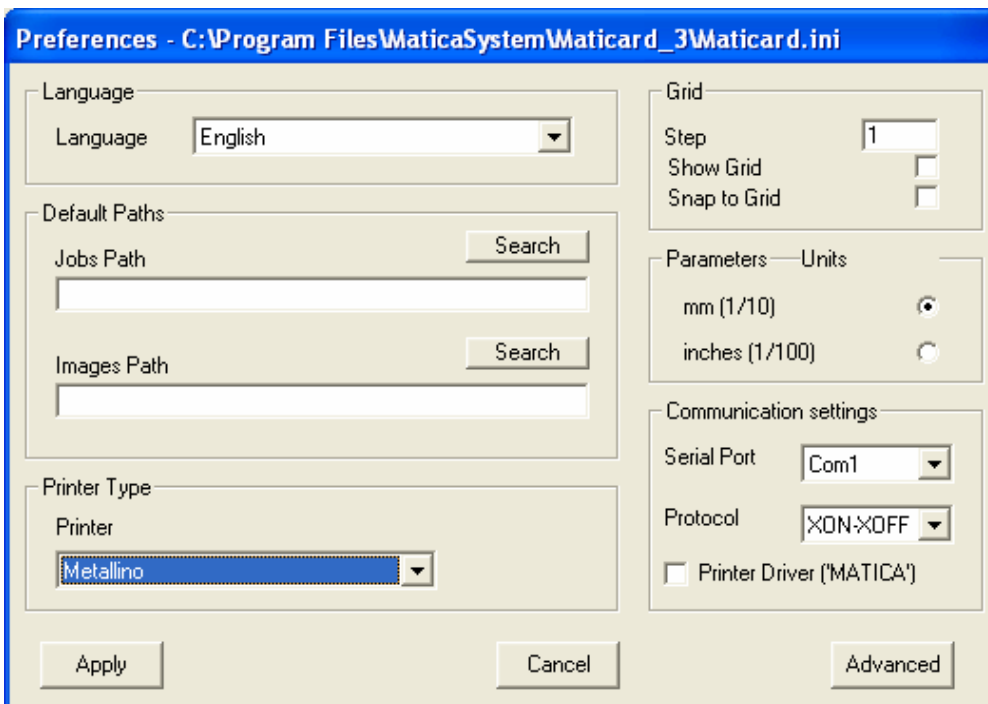 Preferences - C:\Program Files\MaticaSystem\Maticard_3\Maticard.ini
Language
Language English
Default Paths
Jobs Path Search
Images Path Search
Printer Type
Printer
Metallino
Grid
Step 1
Show Grid
Snap to Grid
Parameters Units
mm (1/10)
inches (1/100)
Communication settings
Serial Port Com1
Protocol XON-XOFF
Printer Driver ('MATICA')
Apply Cancel Advanced